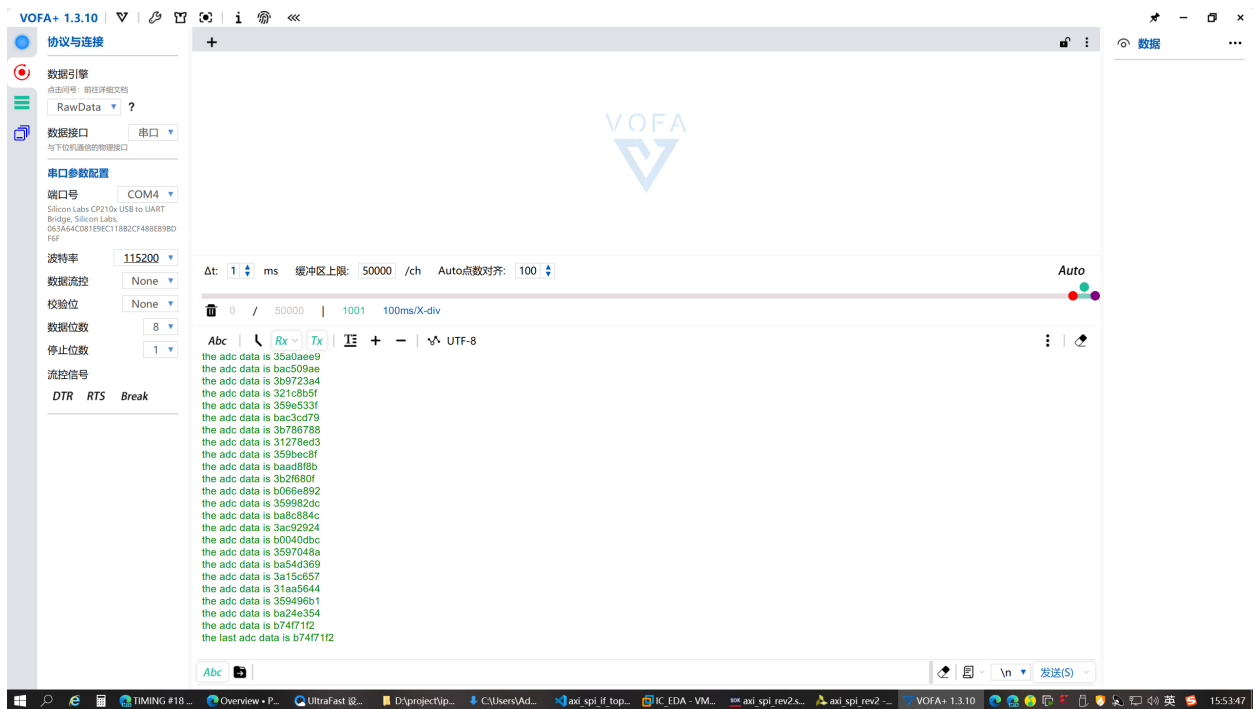 VOFA+ 1.3.10
协议与连接
数据引擎
点击问号：前往详细文档
RawData ?
数据接口 串口
与下位机通信的物理接口
串口参数配置
端口号 COM4
Silicon Labs CP210x USB to UART
Bridge, Silicon Labs,
063A64C081E9EC118B2CF488E89BD
F6F
波特率 115200
数据流控 None
校验位 None
数据位数 8
停止位数 1
流控信号
DTR RTS Break
+
VOFA
数据
Δt: 1 ms 缓冲区上限: 50000 /ch Auto点数对齐: 100 Auto
0 / 50000 | 1001 100ms/X-div
Abc Rx Tx + − UTF-8
the adc data is 35a0aee9
the adc data is bac509ae
the adc data is 3b9723a4
the adc data is 321c8b5f
the adc data is 359e533f
the adc data is bac3cd79
the adc data is 3b786788
the adc data is 31278ed3
the adc data is 359bec8f
the adc data is baad8f8b
the adc data is 3b2f680f
the adc data is b066e892
the adc data is 359982dc
the adc data is ba8c884c
the adc data is 3ac92924
the adc data is b0040dbc
the adc data is 3597048a
the adc data is ba54d369
the adc data is 3a15c657
the adc data is 31aa5644
the adc data is 359496b1
the adc data is ba24e354
the adc data is b74f71f2
the last adc data is b74f71f2
Abc \n 发送(S)
TIMING #18 ... Overview • P... UltraFast 设... D:\project\ip... C:\Users\Ad... axi_spi_if_top... IC_EDA - VM... axi_spi_rev2.s... axi_spi_rev2 -... VOFA+ 1.3.10 英 15:53:47